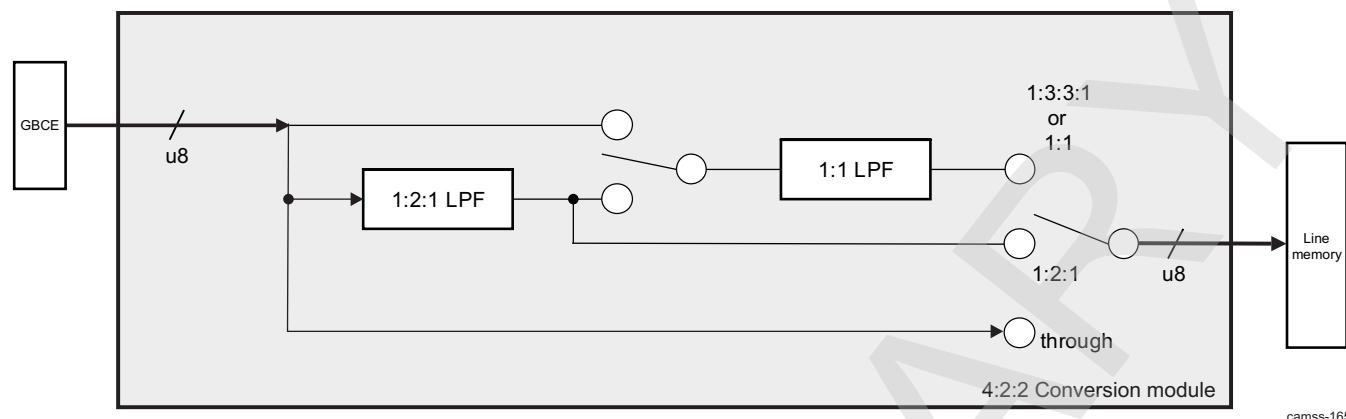 GBCE
u8
1:2:1 LPF
1:1 LPF
1:3:3:1
or
1:1
1:2:1
through
u8
Line
memory
4:2:2 Conversion module